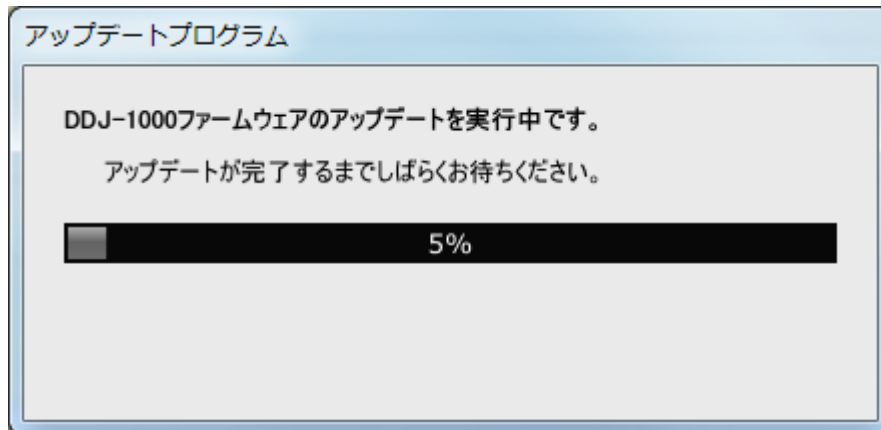 アップデートプログラム
DDJ-1000ファームウェアのアップデートを実行中です。
アップデートが完了するまでしばらくお待ちください。
5%